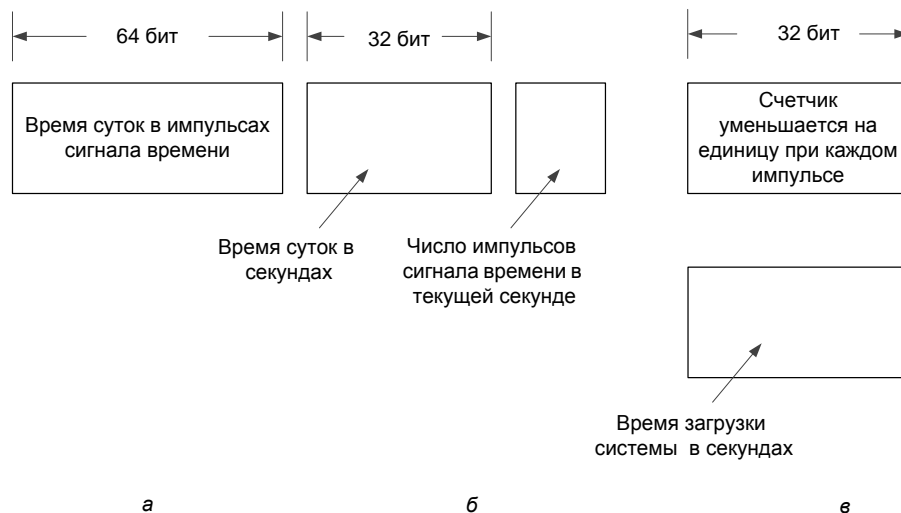 64 бит
32 бит
32 бит
Время суток в импульсах
сигнала времени
Счетчик
уменьшается на
единицу при каждом
импульсе
Время суток в
секундах
Число импульсов
сигнала времени в
текущей секунде
Время загрузки
системы в секундах
а
б
в